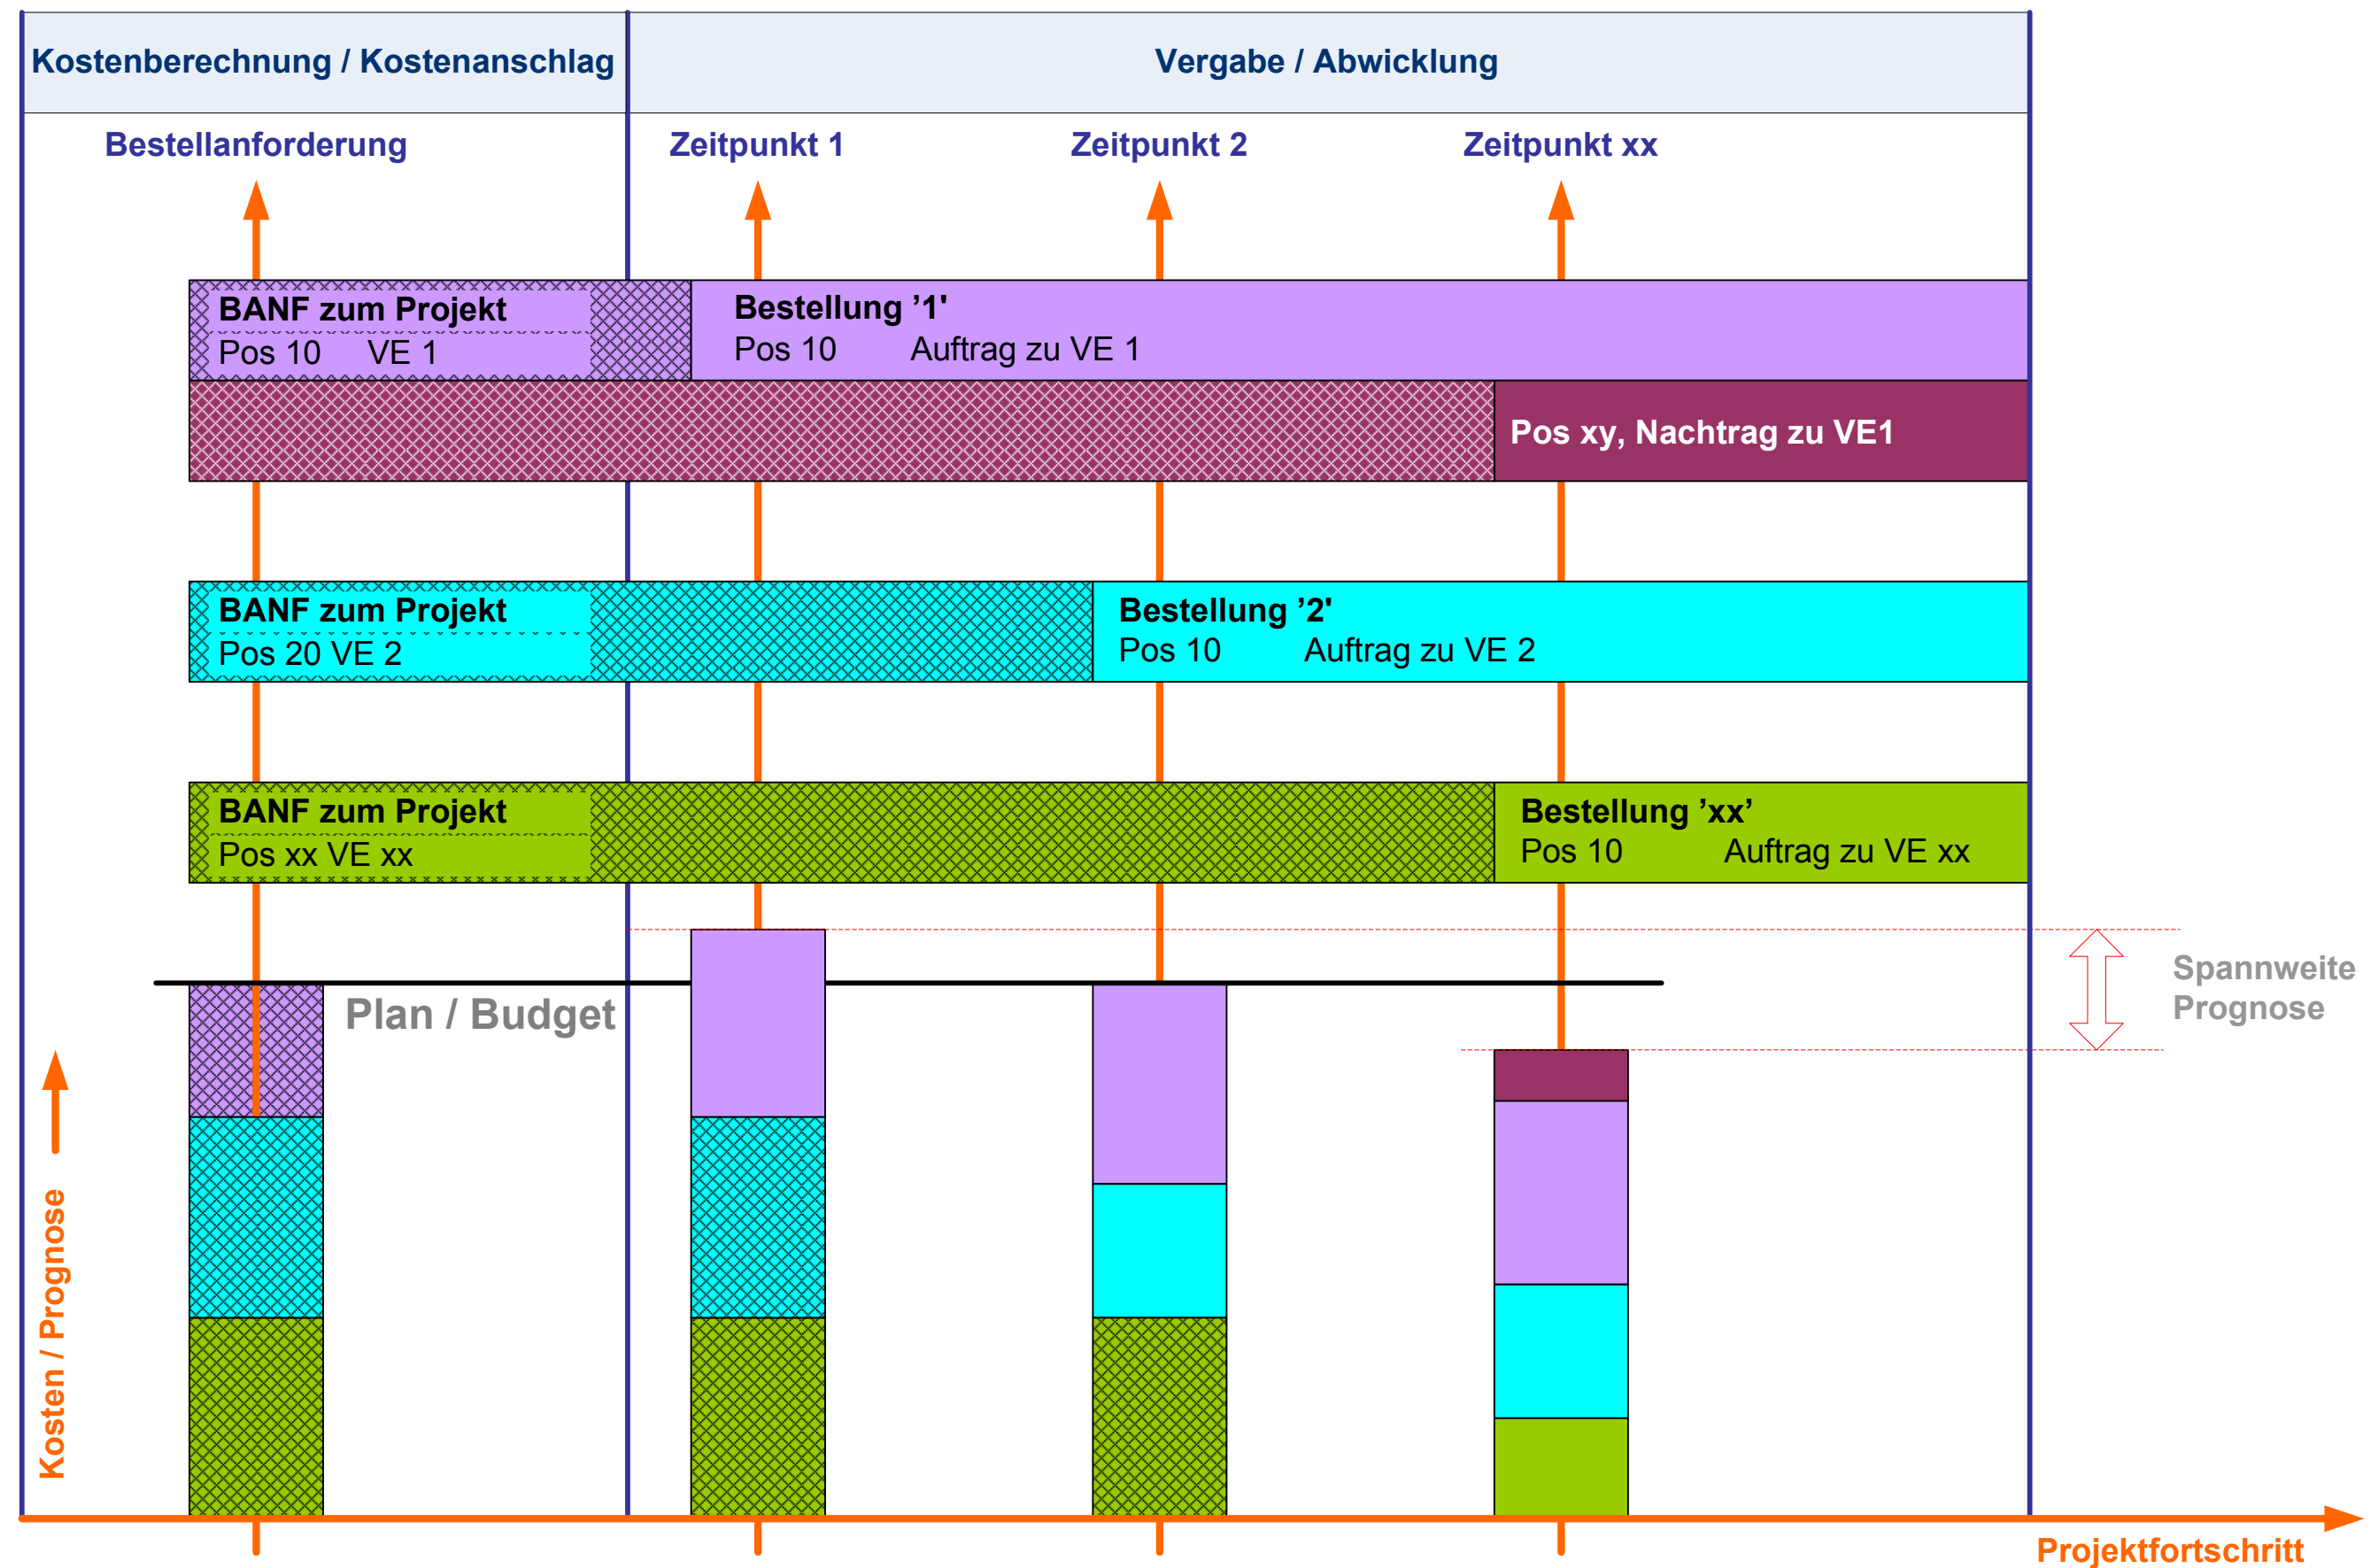 Kostenberechnung / Kostenanschlag
Vergabe / Abwicklung
Bestellanforderung
Zeitpunkt 1
Zeitpunkt 2
Zeitpunkt xx
BANF zum Projekt
Pos 10 VE 1
Bestellung ’1'
Pos 10 Auftrag zu VE 1
Pos xy, Nachtrag zu VE1
BANF zum Projekt
Pos 20 VE 2
Bestellung ’2'
Pos 10 Auftrag zu VE 2
BANF zum Projekt
Pos xx VE xx
Bestellung ’xx’
Pos 10 Auftrag zu VE xx
Spannweite
Prognose
Plan / Budget
Kosten / Prognose
Projektfortschritt